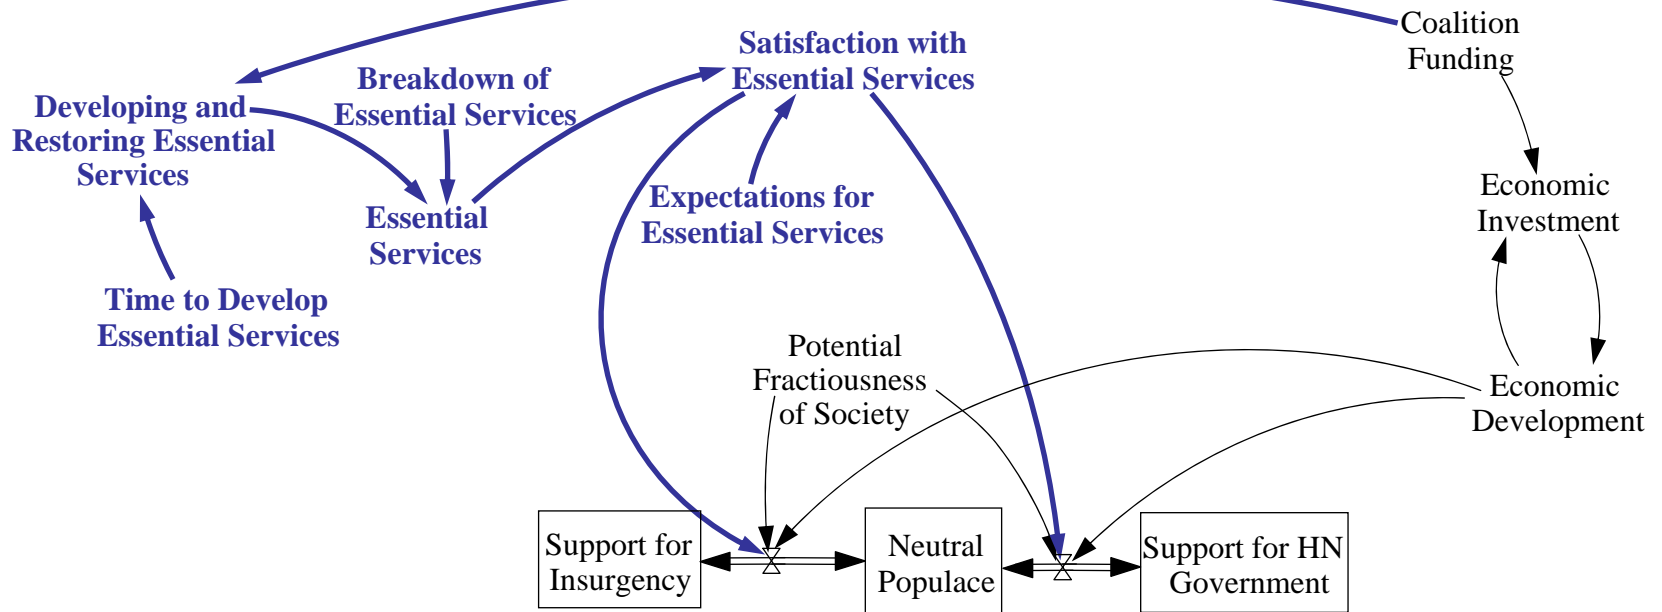 Coalition
Funding
Satisfaction with
Essential Services
Breakdown of
Essential Services
Developing and
Restoring Essential
Services
Economic
Investment
Expectations for
Essential Services
Essential
Services
Time to Develop
Essential Services
Potential
Fractiousness
of Society
Economic
Development
Support for
Insurgency
Neutral
Populace
Support for HN
Government